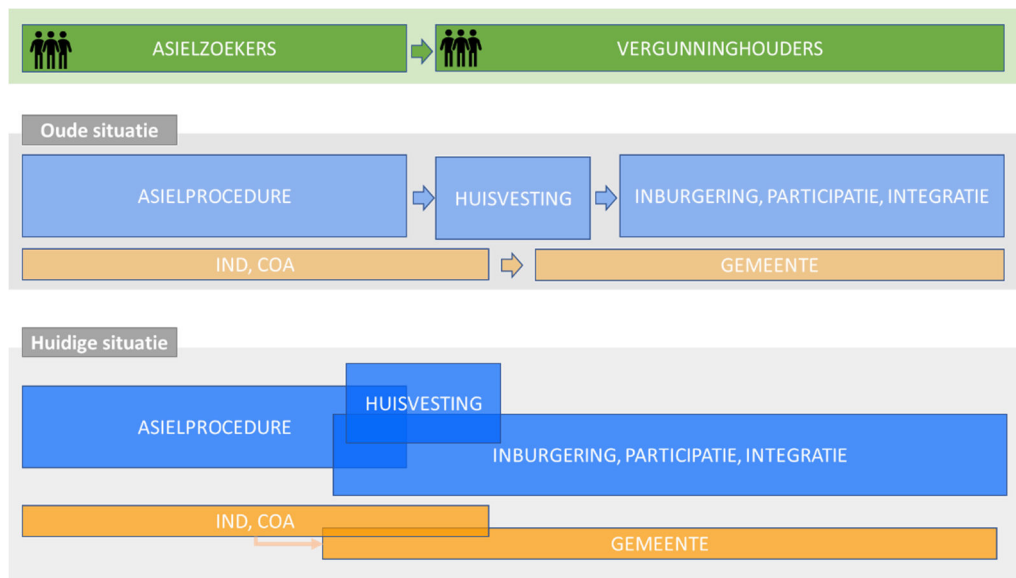 ASIELZOEKERS
VERGUNNINGHOUDERS
Oude situatie
ASIELPROCEDURE
HUISVESTING
INBURGERING, PARTICIPATIE, INTEGRATIE
IND, COA
GEMEENTE
Huidige situatie
HUISVESTING
ASIELPROCEDURE
INBURGERING, PARTICIPATIE, INTEGRATIE
IND, COA
GEMEENTE